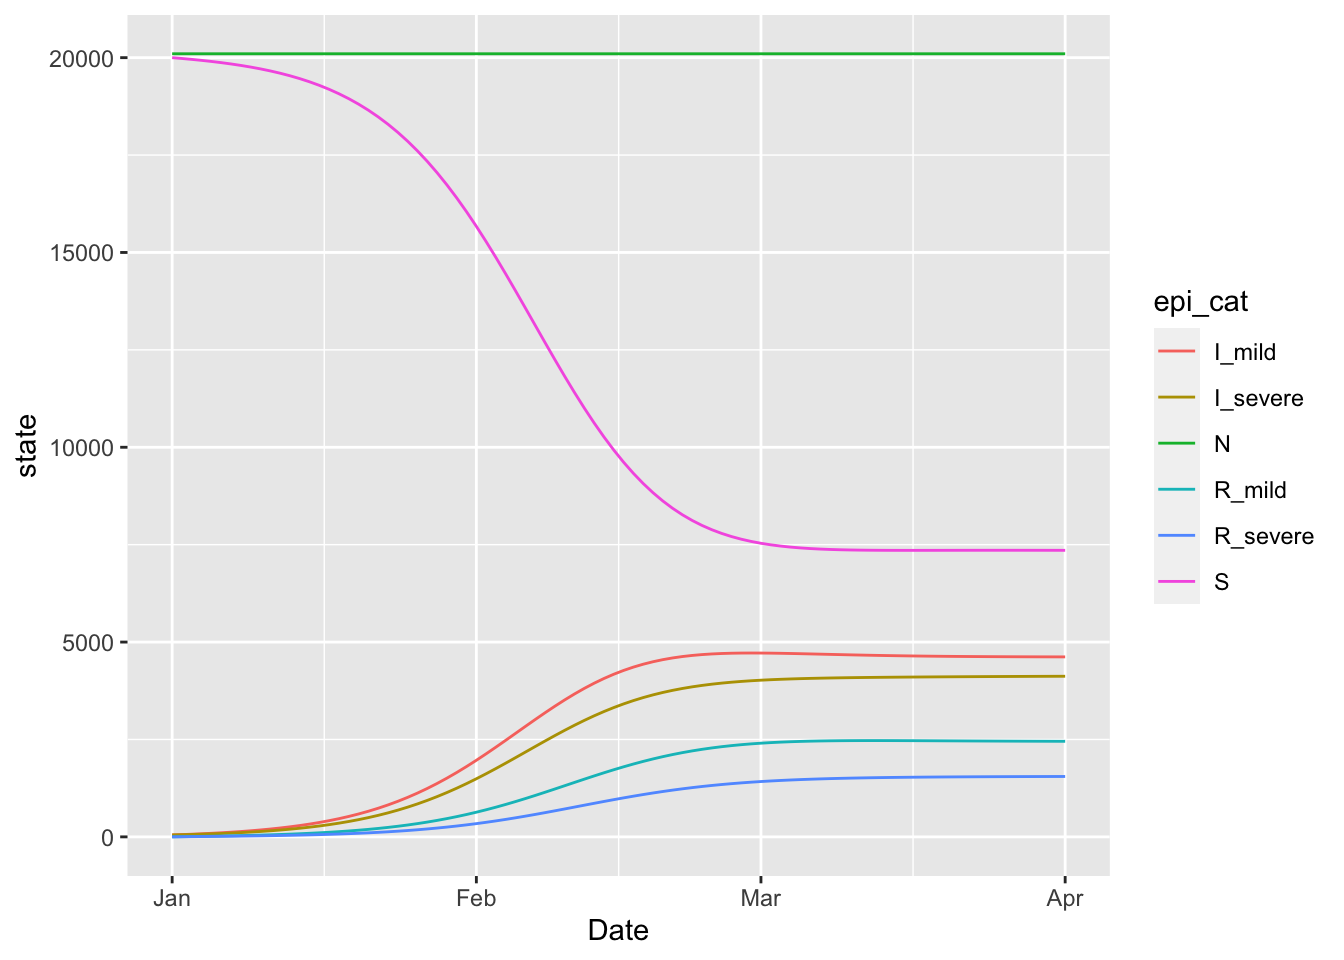 20000
15000
10000
5000
0
state
Jan Feb Mar Apr
Date
epi_cat
I_mild
I_severe
N
R_mild
R_severe
S